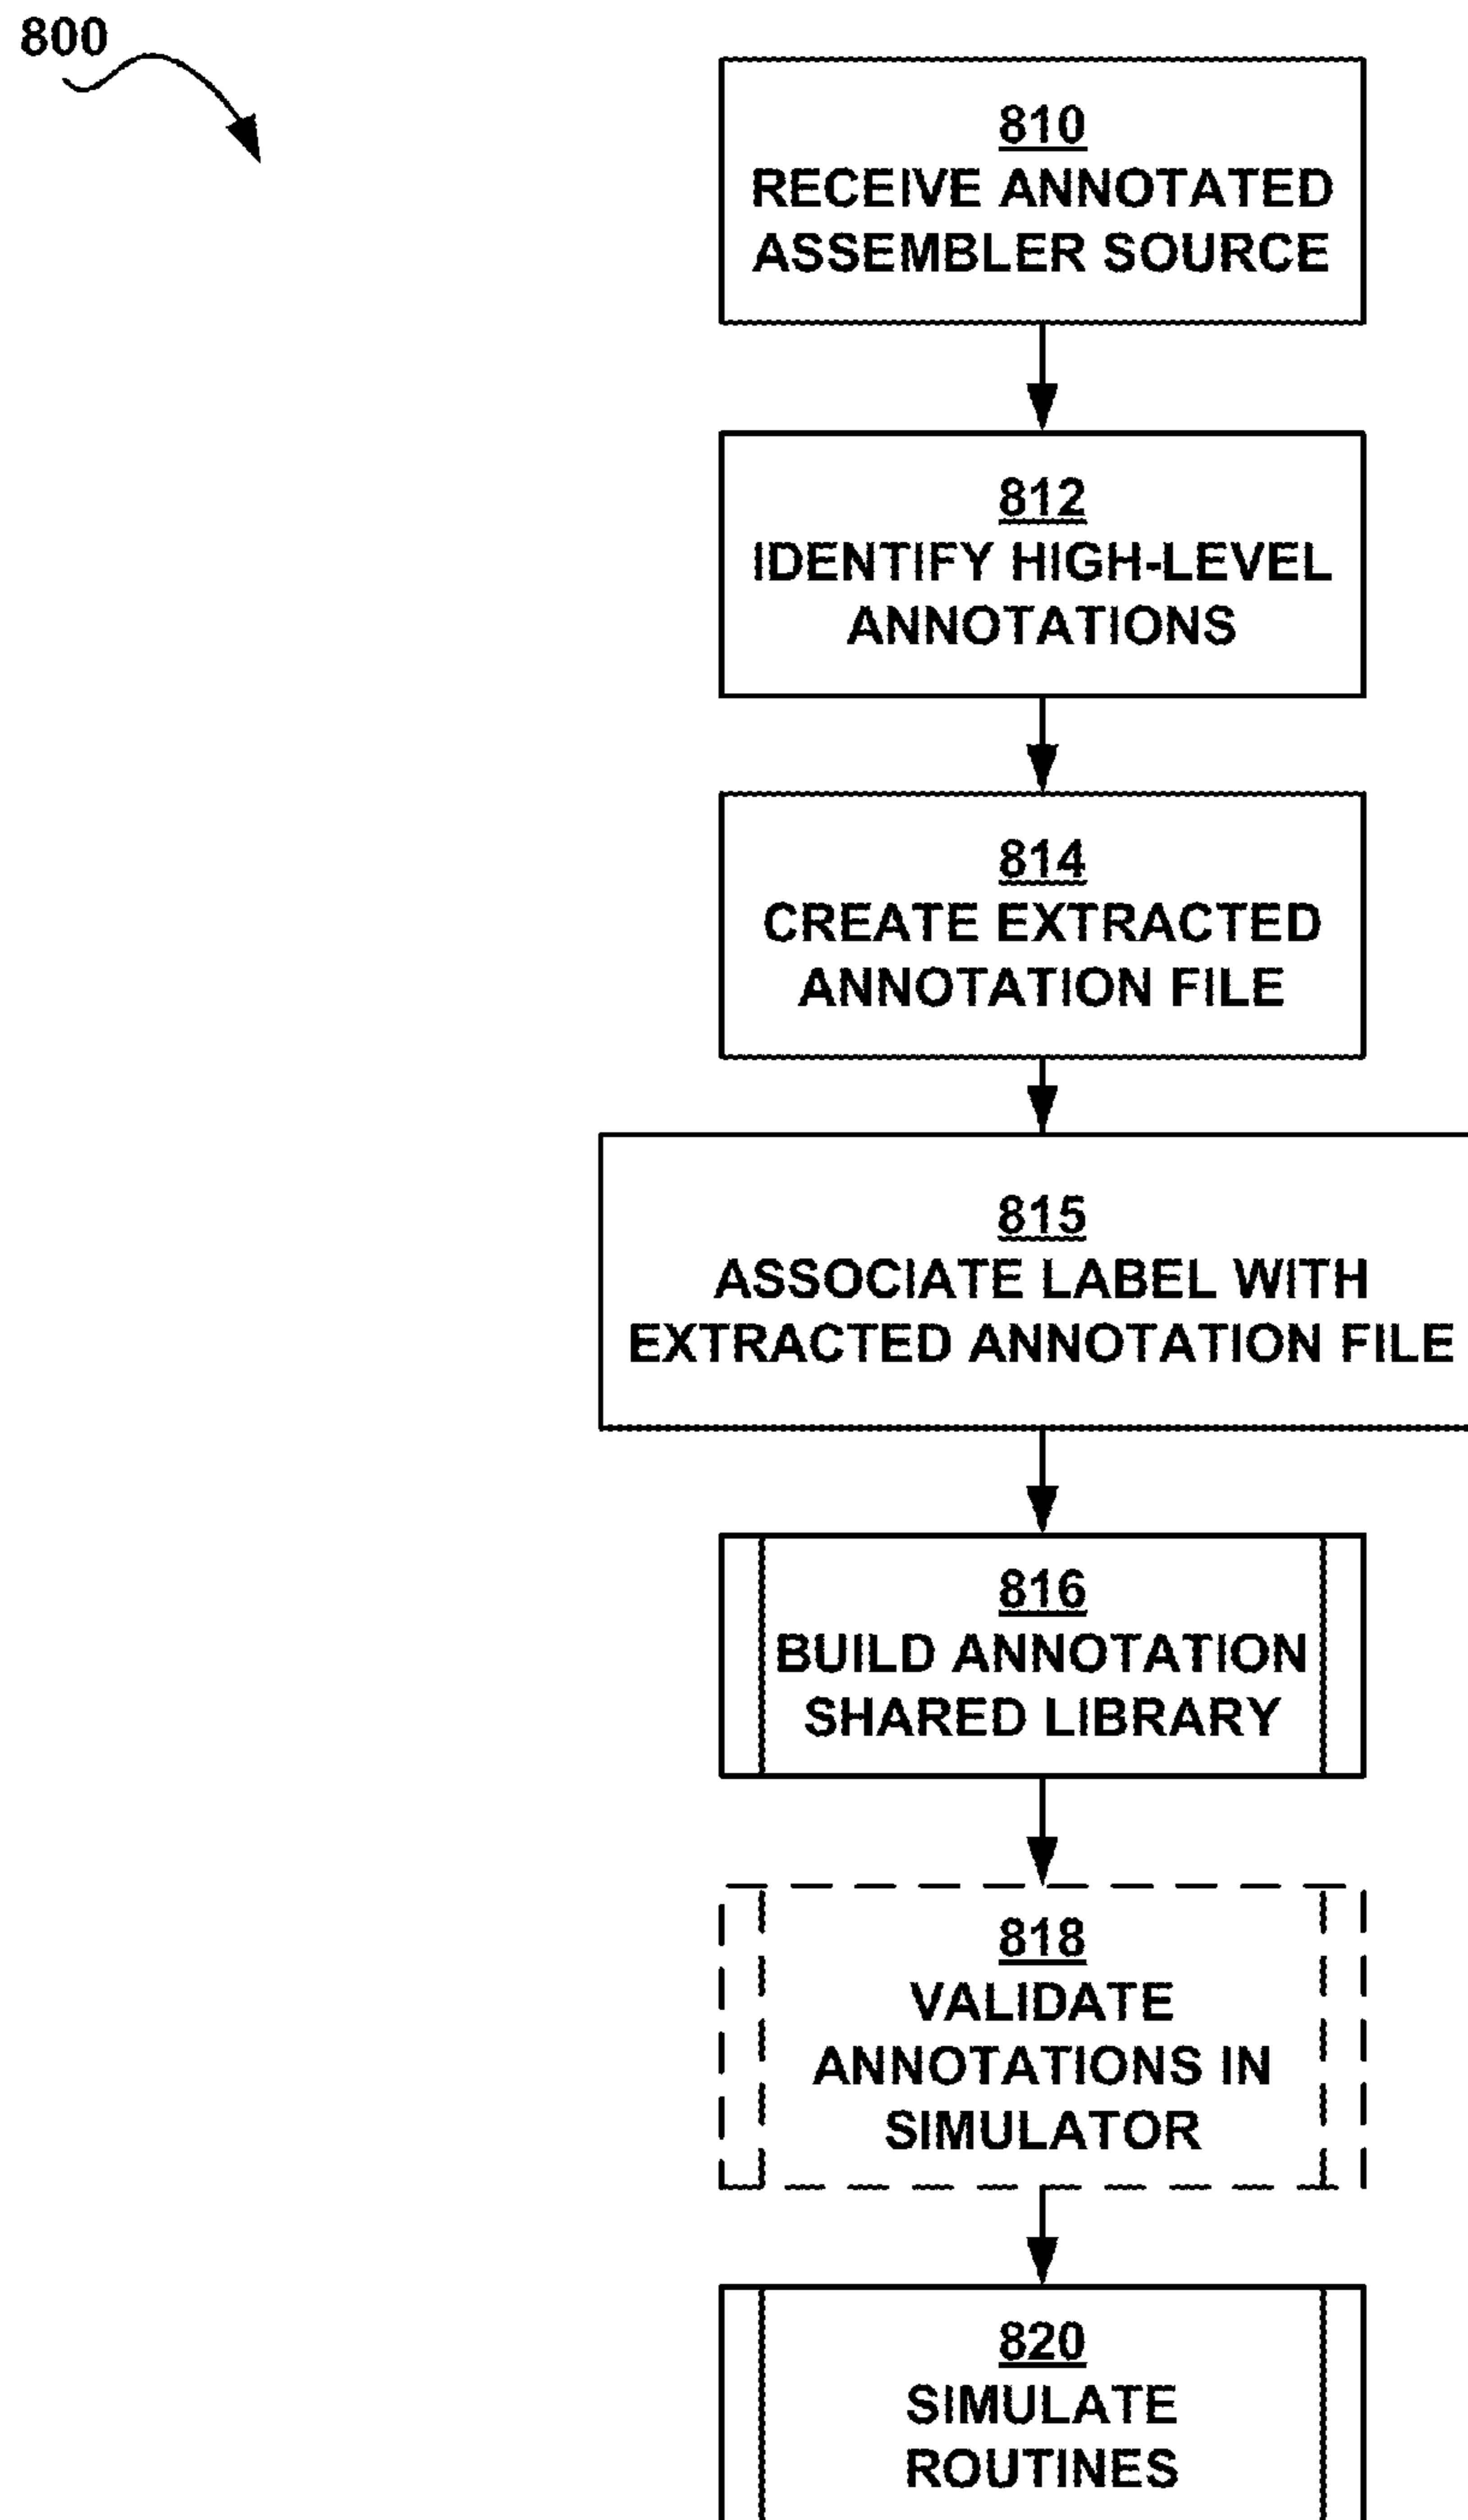 800
810
RECEIVE ANNOTATED
ASSEMBLER SOURCE
812
IDENTIFY HIGH-LEVEL
ANNOTATIONS
814
CREATE EXTRACTED
ANNOTATION FILE
815
ASSOCIATE LABEL WITH
EXTRACTED ANNOTATION FILE
816
BUILD ANNOTATION
SHARED LIBRARY
818
VALIDATE
ANNOTATIONS IN
SIMULATOR
820
SIMULATE
ROUTINES